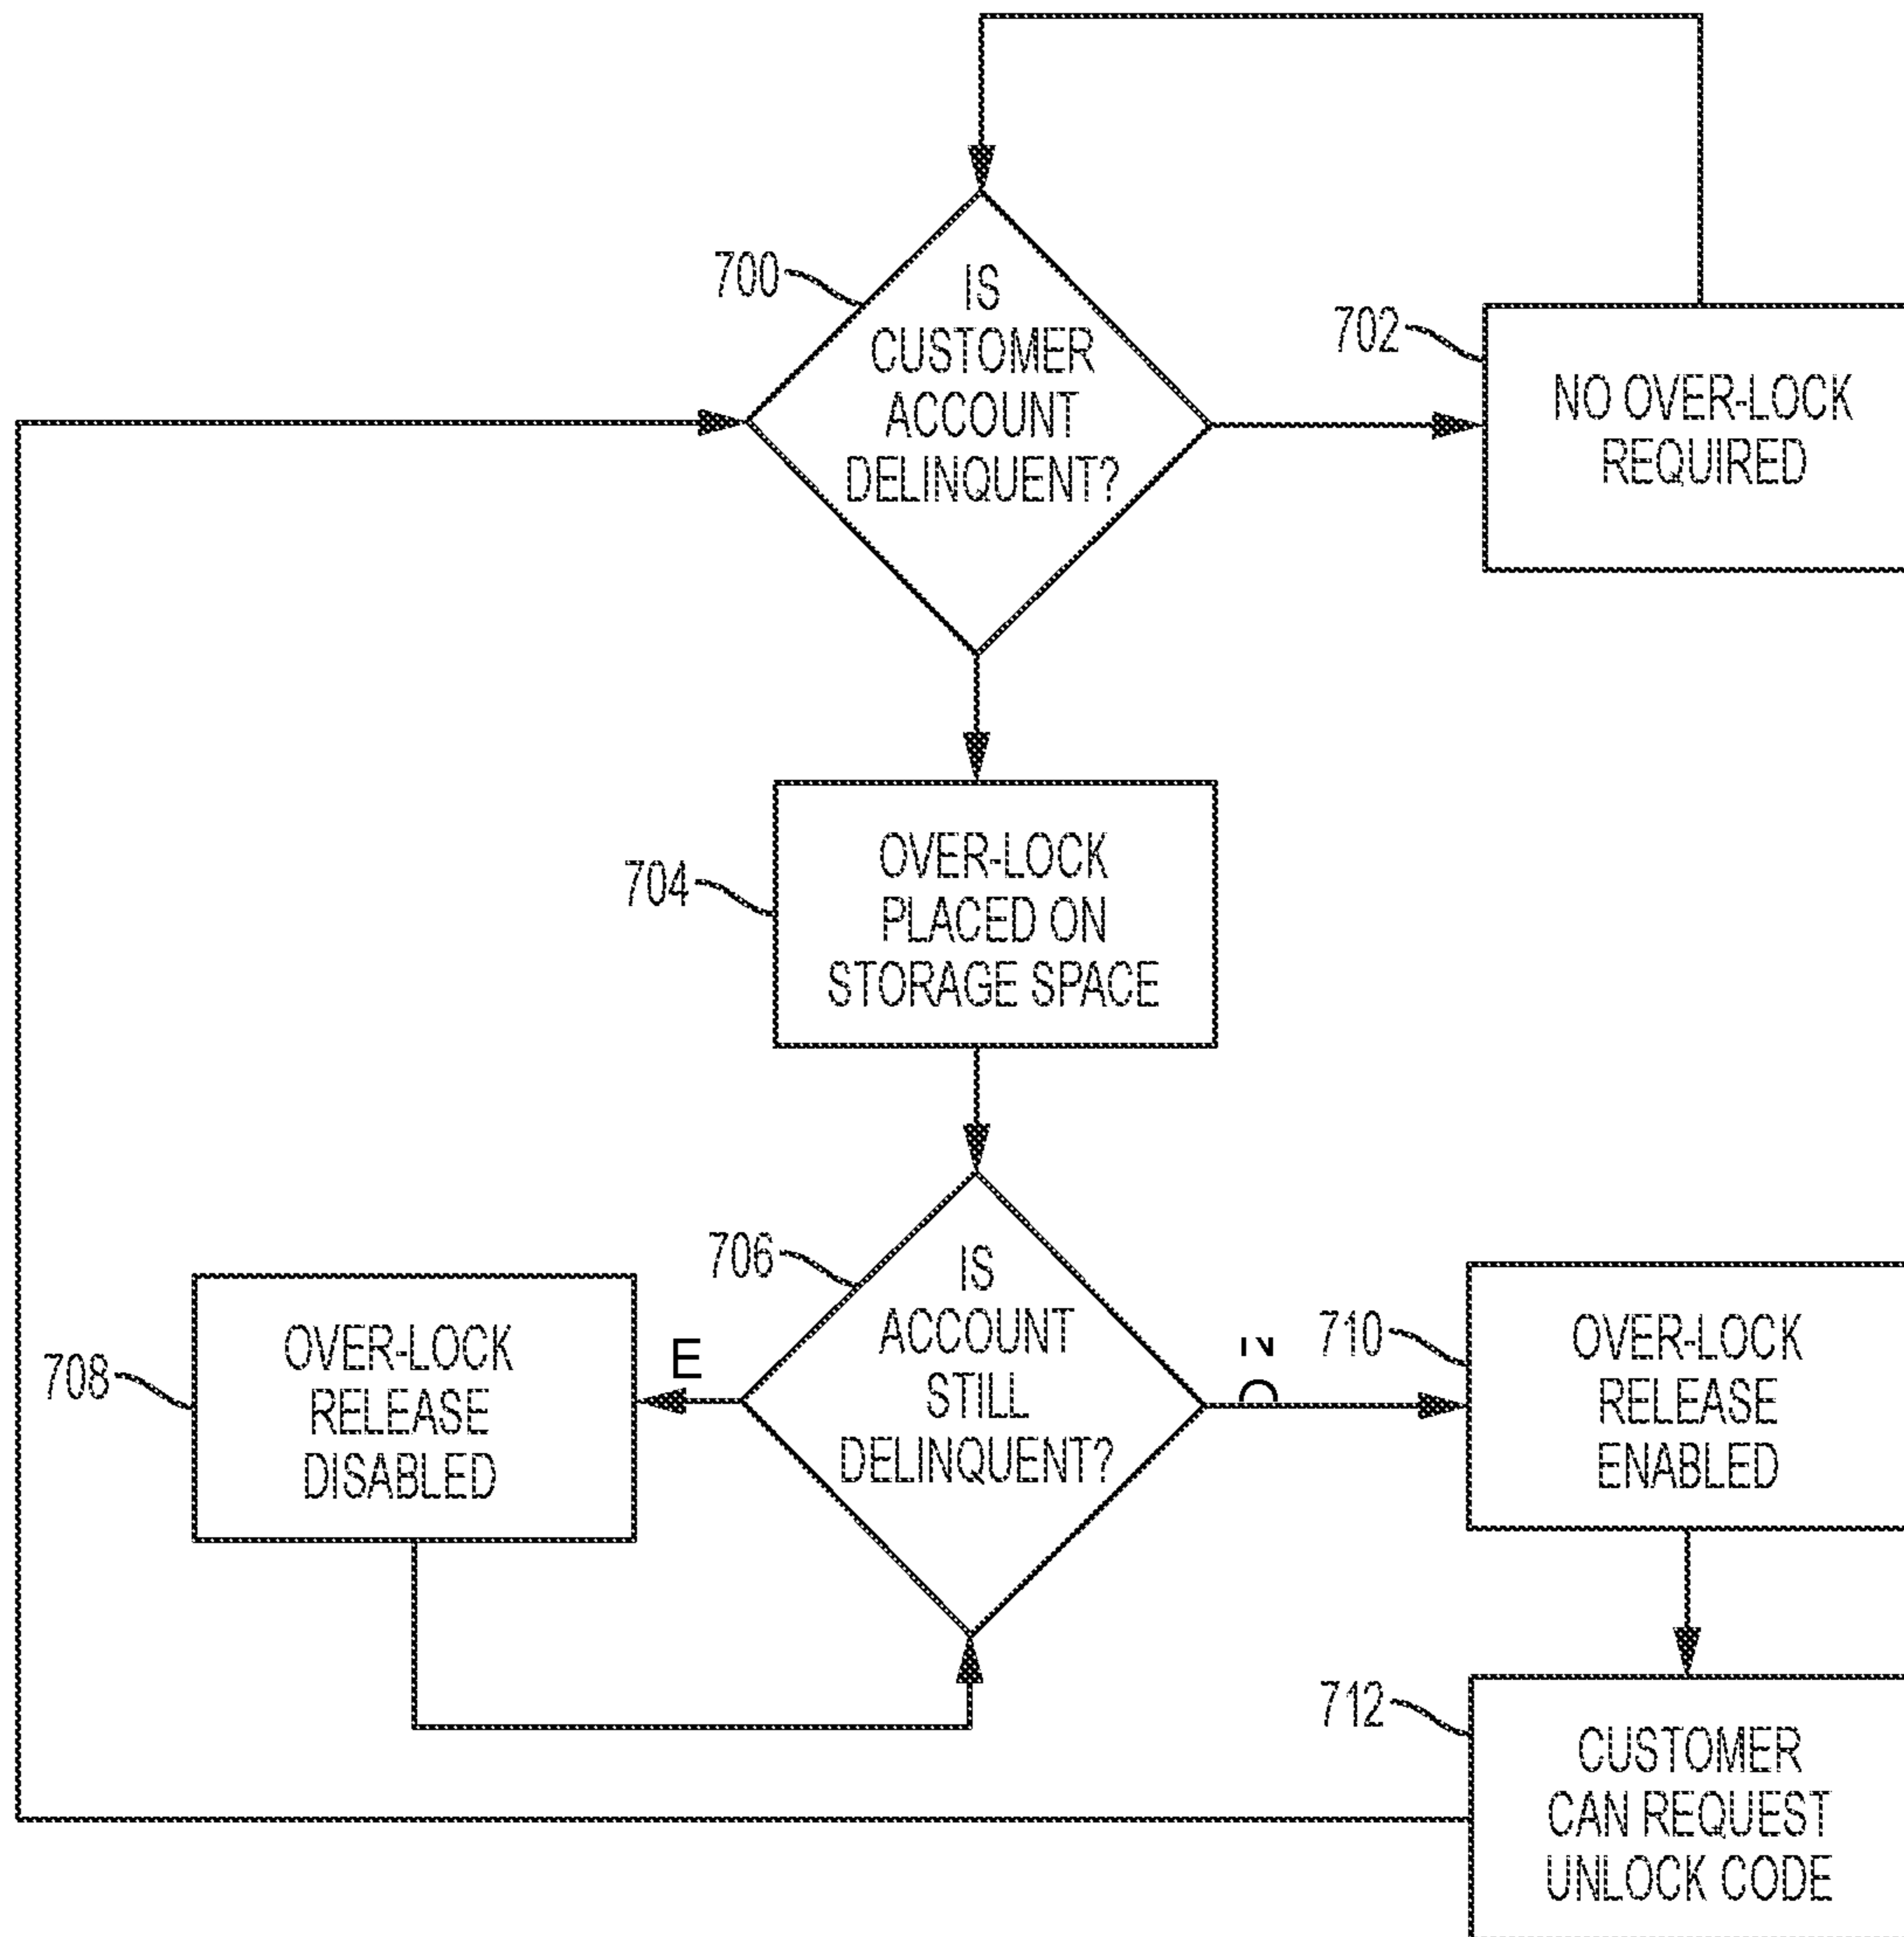 700
IS
CUSTOMER
ACCOUNT
DELINQUENT?
702
NO OVER-LOCK
REQUIRED
704
OVER-LOCK
PLACED ON
STORAGE SPACE
706
IS
ACCOUNT
STILL
DELINQUENT?
708
OVER-LOCK
RELEASE
DISABLED
E
710
OVER-LOCK
RELEASE
ENABLED
712
CUSTOMER
CAN REQUEST
UNLOCK CODE